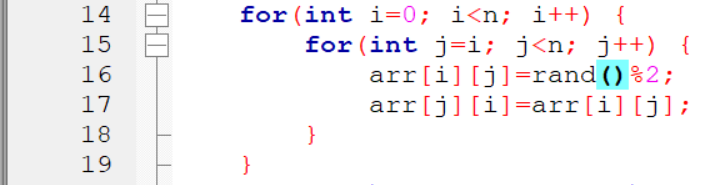 14 for(int i=0; i<n; i++) {
15 for(int j=i; j<n; j++) {
16 arr[i][j]=rand()%2;
17 arr[j][i]=arr[i][j];
18 }
19 }